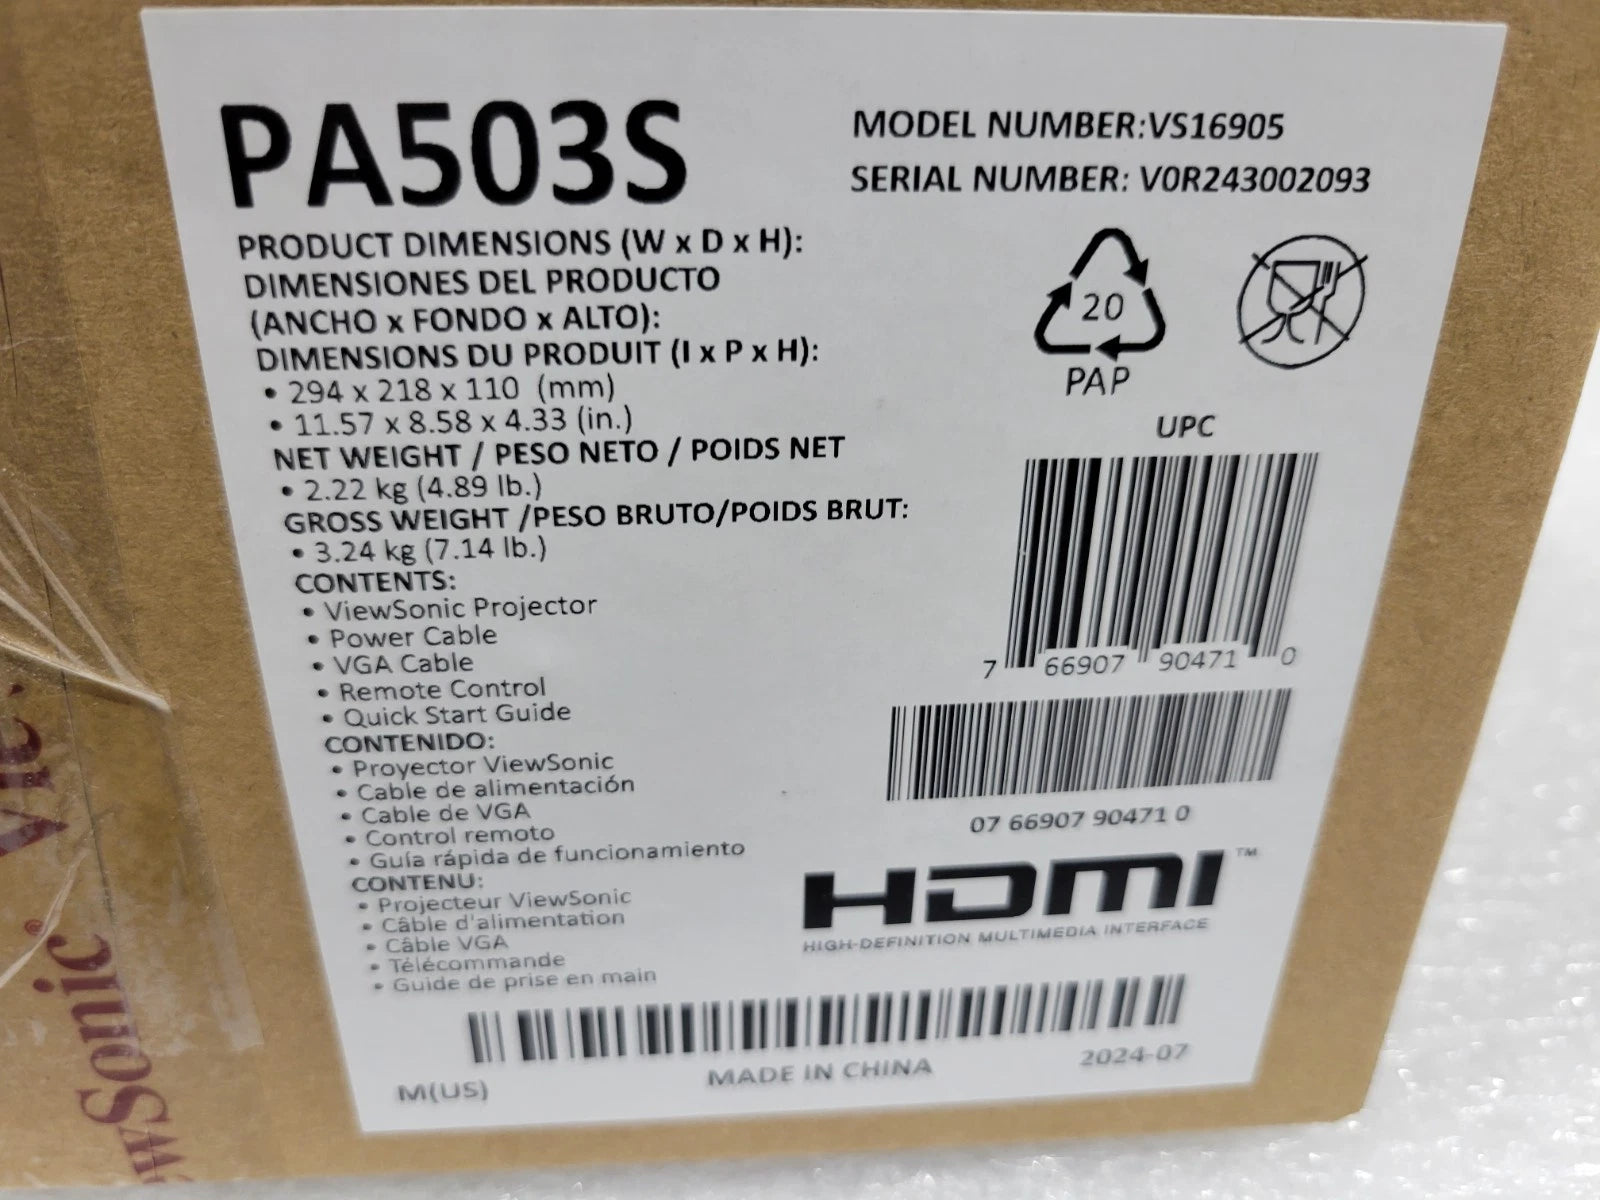 PA503S
MODEL NUMBER:VS16905
SERIAL NUMBER: V0R243002093
PRODUCT DIMENSIONS (W x D x H):
DIMENSIONES DEL PRODUCTO
(ANCHO x FONDO x ALTO):
DIMENSIONS DU PRODUIT (l x P x H):
• 294 x 218 x 110 (mm)
• 11.57 x 8.58 x 4.33 (in.)
NET WEIGHT / PESO NETO / POIDS NET
• 2.22 kg (4.89 lb.)
GROSS WEIGHT /PESO BRUTO/POIDS BRUT:
• 3.24 kg (7.14 lb.)
CONTENTS:
• ViewSonic Projector
• Power Cable
• VGA Cable
• Remote Control
• Quick Start Guide
CONTENIDO:
• Proyector ViewSonic
• Cable de alimentación
• Cable de VGA
• Control remoto
• Guía rápida de funcionamiento
CONTENU:
• Projecteur ViewSonic
• Câble d'alimentation
• Câble VGA
• Télécommande
• Guide de prise en main
20
PAP
UPC
7 66907 90471 0
07 66907 90471 0
HDMI™
HIGH-DEFINITION MULTIMEDIA INTERFACE
M(US)
MADE IN CHINA
2024-07
ewSonic®
Vie